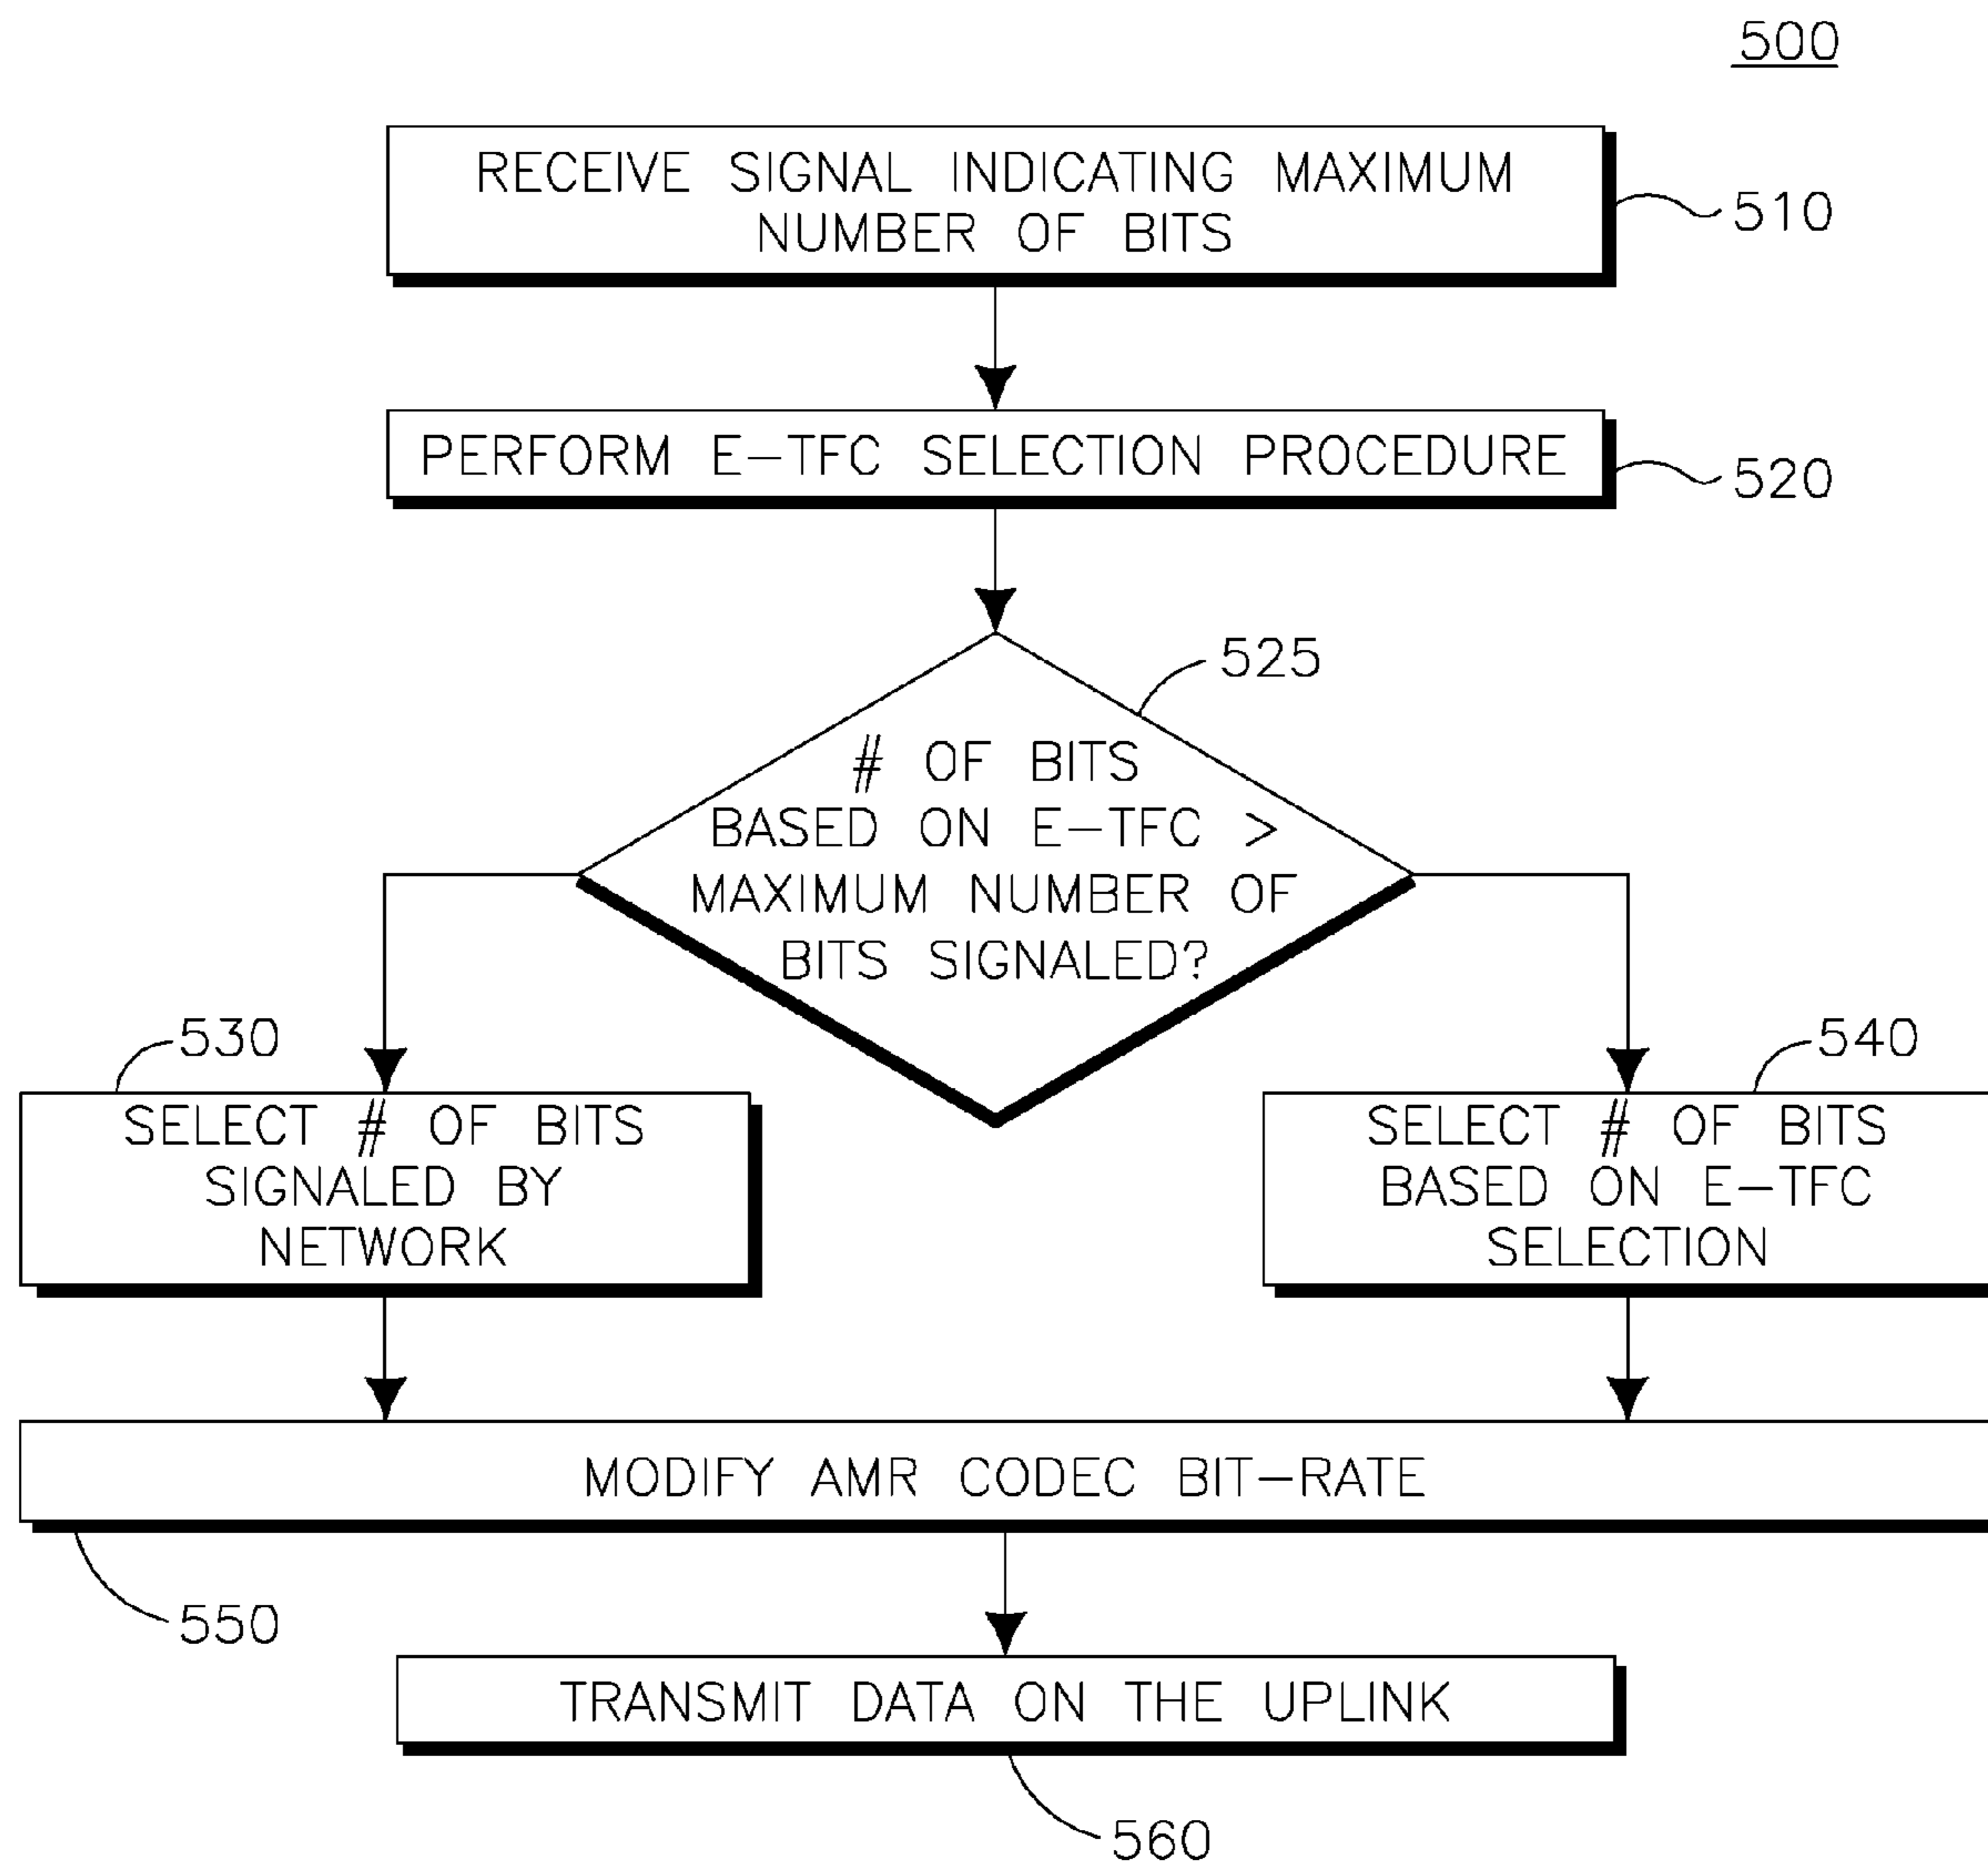 500
RECEIVE SIGNAL INDICATING MAXIMUM
NUMBER OF BITS
510
PERFORM E-TFC SELECTION PROCEDURE
520
525
# OF BITS
BASED ON E-TFC >
MAXIMUM NUMBER OF
BITS SIGNALED?
530
SELECT # OF BITS
SIGNALED BY
NETWORK
540
SELECT # OF BITS
BASED ON E-TFC
SELECTION
MODIFY AMR CODEC BIT-RATE
550
TRANSMIT DATA ON THE UPLINK
560